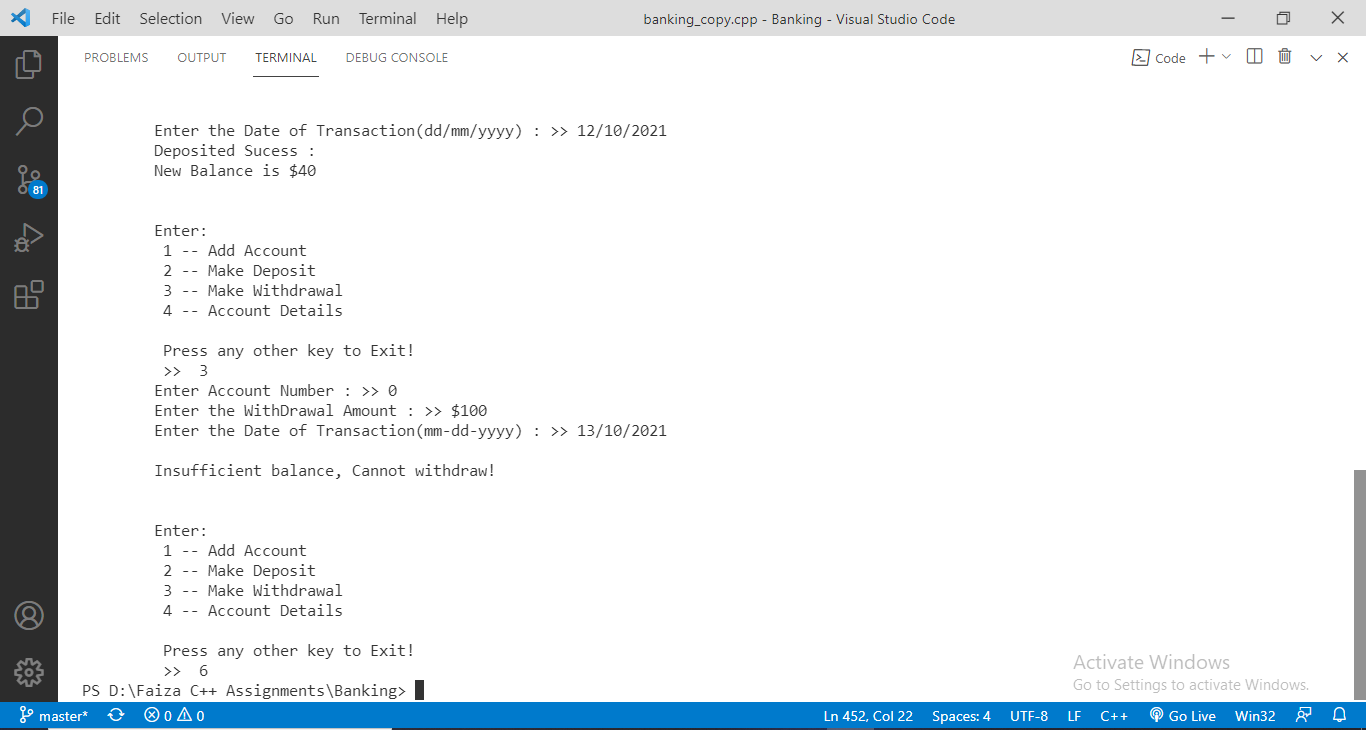 File Edit Selection View Go Run Terminal Help banking_copy.cpp - Banking - Visual Studio Code
PROBLEMS OUTPUT TERMINAL DEBUG CONSOLE Code
Enter the Date of Transaction(dd/mm/yyyy) : >> 12/10/2021
Deposited Sucess :
New Balance is $40
Enter:
1 -- Add Account
2 -- Make Deposit
3 -- Make Withdrawal
4 -- Account Details
Press any other key to Exit!
>> 3
Enter Account Number : >> 0
Enter the WithDrawal Amount : >> $100
Enter the Date of Transaction(mm-dd-yyyy) : >> 13/10/2021
Insufficient balance, Cannot withdraw!
Enter:
1 -- Add Account
2 -- Make Deposit
3 -- Make Withdrawal
4 -- Account Details
Press any other key to Exit!
>> 6
PS D:\Faiza C++ Assignments\Banking>
81
Activate Windows
Go to Settings to activate Windows.
master* 0 0 Ln 452, Col 22 Spaces: 4 UTF-8 LF C++ Go Live Win32